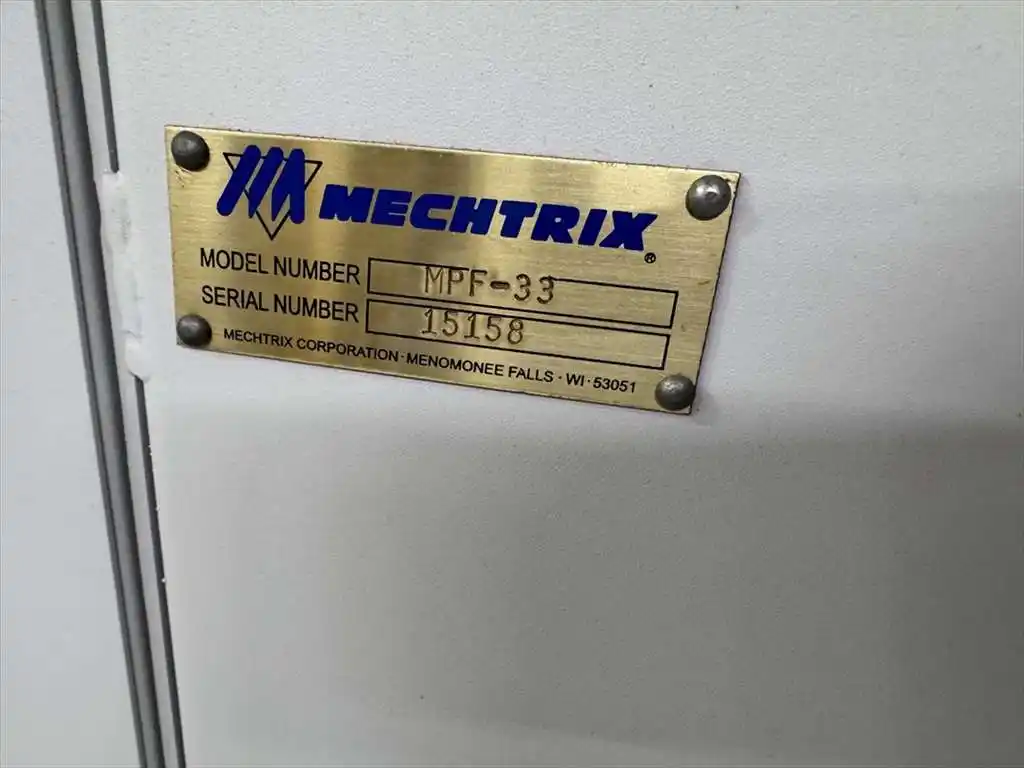 MECHTRIX®
MODEL NUMBER MPF-33
SERIAL NUMBER 15158
MECHTRIX CORPORATION · MENOMONEE FALLS · WI · 53051